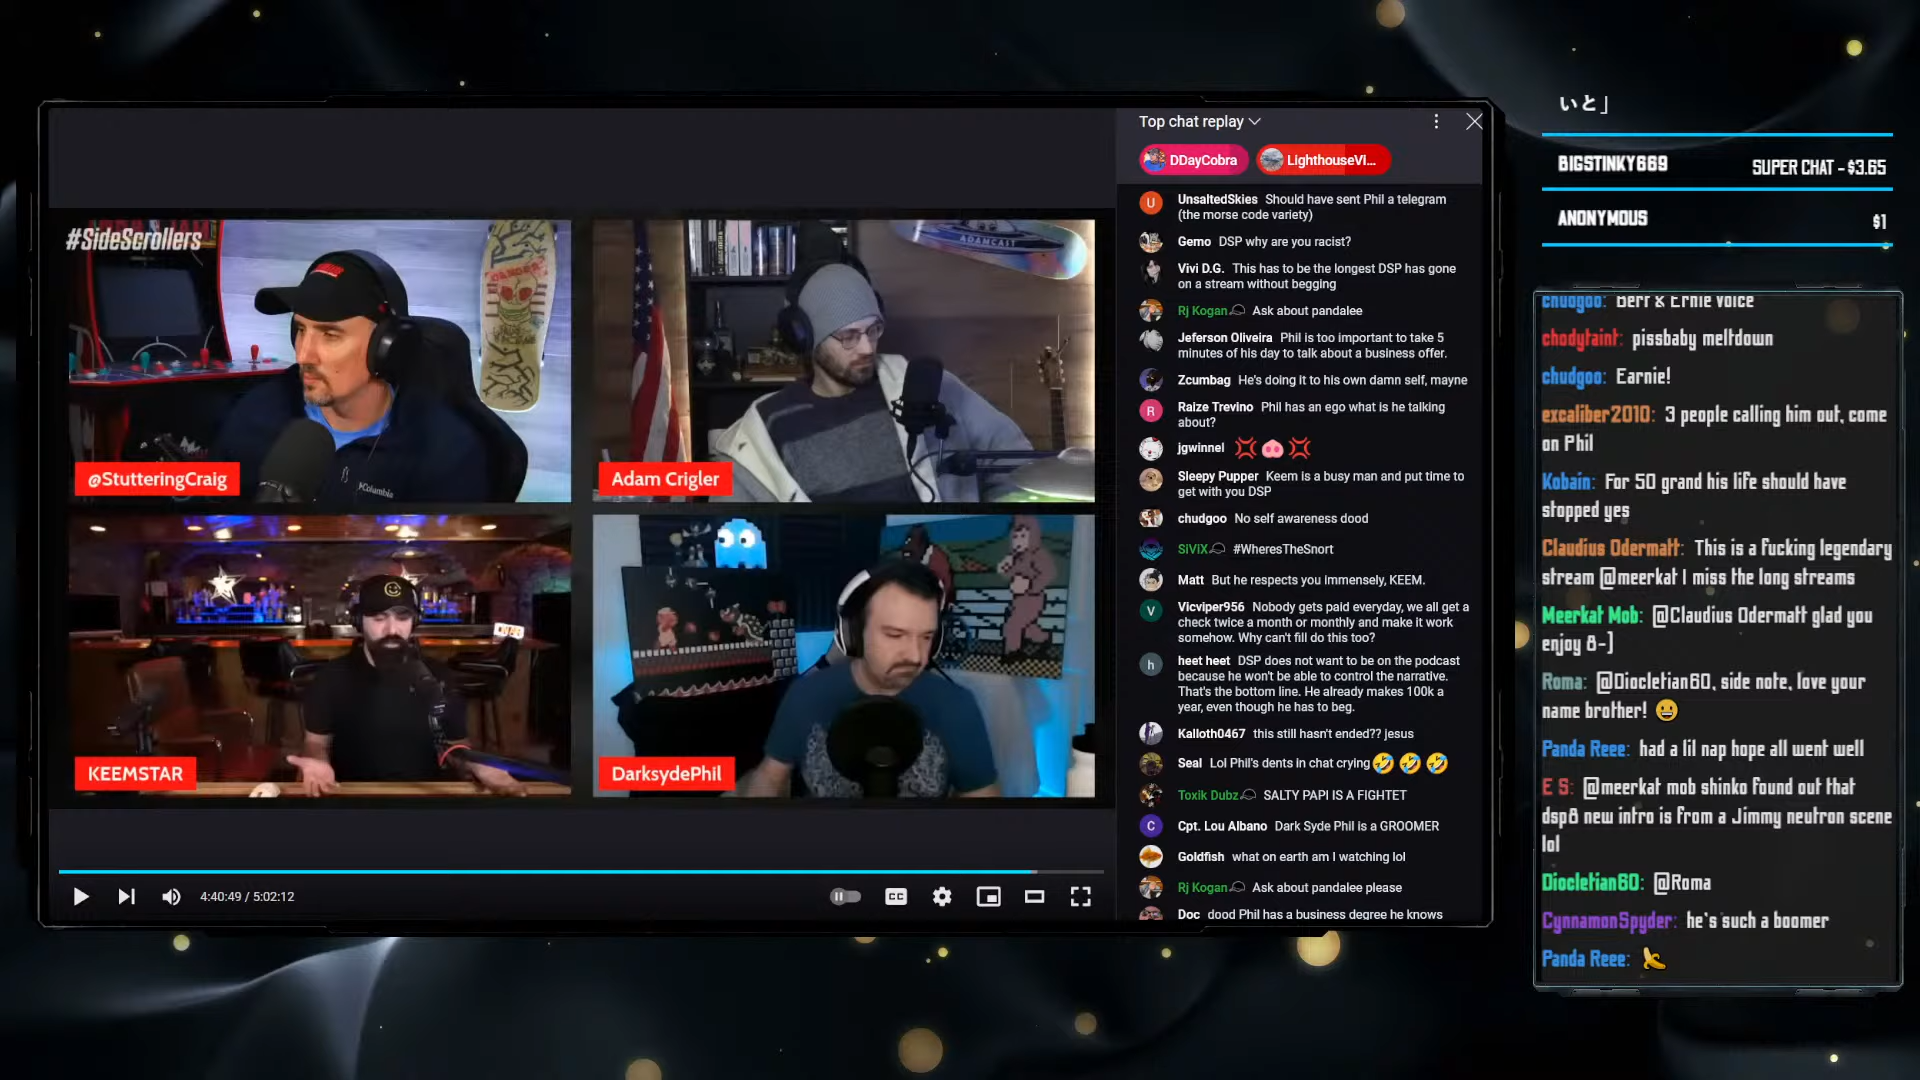 #SideScrollers
@StutteringCraig
ADAMCAST
Adam Crigler
KEEMSTAR
DarksydePhil
Columbia
4:40:49 / 5:02:12
CC
Top chat replay
DDayCobra
LighthouseVI...
U
UnsaltedSkies Should have sent Phil a telegram
(the morse code variety)
Gemo DSP why are you racist?
Vivi D.G. This has to be the longest DSP has gone
on a stream without begging
Rj Kogan Ask about pandalee
Jeferson Oliveira Phil is too important to take 5
minutes of his day to talk about a business offer.
Zcumbag He's doing it to his own damn self, mayne
R
Raize Trevino Phil has an ego what is he talking
about?
jgwinnel 💢 🐽 💢
Sleepy Pupper Keem is a busy man and put time to
get with you DSP
chudgoo No self awareness dood
SiViX #WheresTheSnort
Matt But he respects you immensely, KEEM.
V
Vicviper956 Nobody gets paid everyday, we all get a
check twice a month or monthly and make it work
somehow. Why can't fill do this too?
h
heet heet DSP does not want to be on the podcast
because he won't be able to control the narrative.
That's the bottom line. He already makes 100k a
year, even though he has to beg.
Kalloth0467 this still hasn't ended?? jesus
Seal Lol Phil's dents in chat crying🤣🤣🤣
Toxik Dubz SALTY PAPI IS A FIGHTET
C
Cpt. Lou Albano Dark Syde Phil is a GROOMER
Goldfish what on earth am I watching lol
Rj Kogan Ask about pandalee please
Doc dood Phil has a business degree he knows
いと」
BIGSTINKY669 SUPER CHAT - $3.65
ANONYMOUS $1
chudgoo: Bert & Ernie voice
chodytaint: pissbaby meltdown
chudgoo: Earnie!
excaliber2010: 3 people calling him out, come
on Phil
Kobain: For 50 grand his life should have
stopped yes
Claudius Odermatt: This is a fucking legendary
stream @meerkat I miss the long streams
Meerkat Mob: @Claudius Odermatt glad you
enjoy 8-]
Roma: @Diocletian60, side note, love your
name brother! 😀
Panda Reee: had a lil nap hope all went well
E S: @meerkat mob shinko found out that
dsp8 new intro is from a Jimmy neutron scene
lol
Diocletian60: @Roma
CynnamonSpyder: he's such a boomer
Panda Reee: 🍌